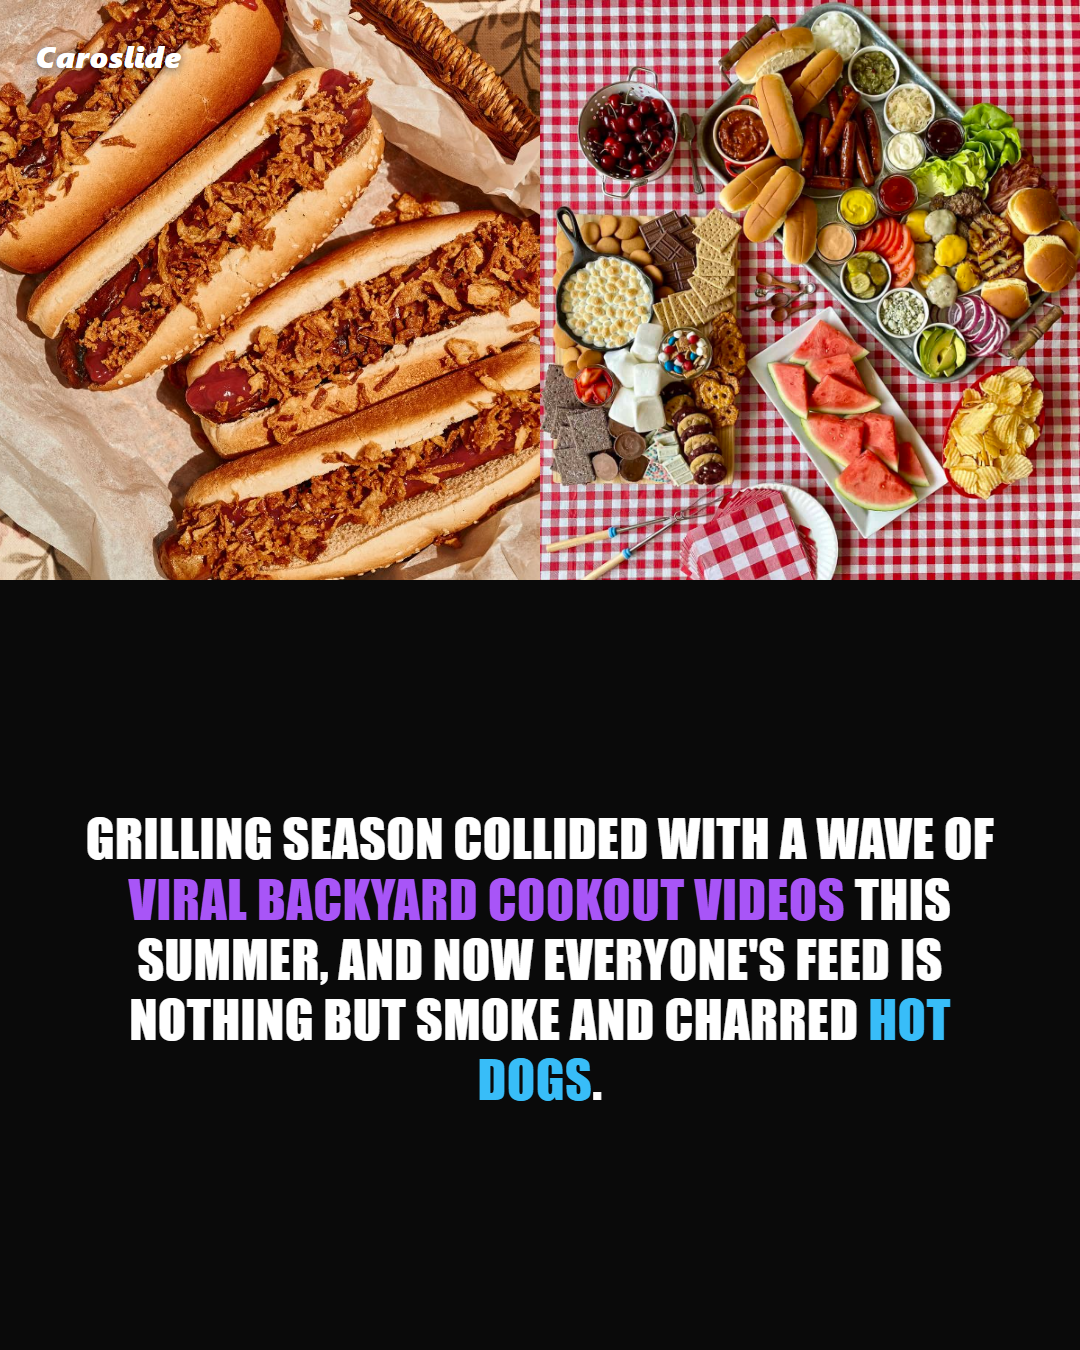 Caroslide
GRILLING SEASON COLLIDED WITH A WAVE OF
VIRAL BACKYARD COOKOUT VIDEOS THIS
SUMMER, AND NOW EVERYONE'S FEED IS
NOTHING BUT SMOKE AND CHARRED HOT
DOGS.